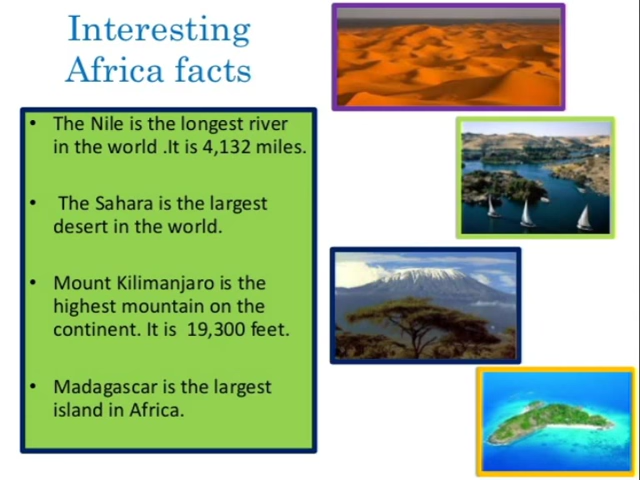 Interesting
Africa facts
• The Nile is the longest river
in the world .It is 4,132 miles.
• The Sahara is the largest
desert in the world.
• Mount Kilimanjaro is the
highest mountain on the
continent. It is 19,300 feet.
• Madagascar is the largest
island in Africa.